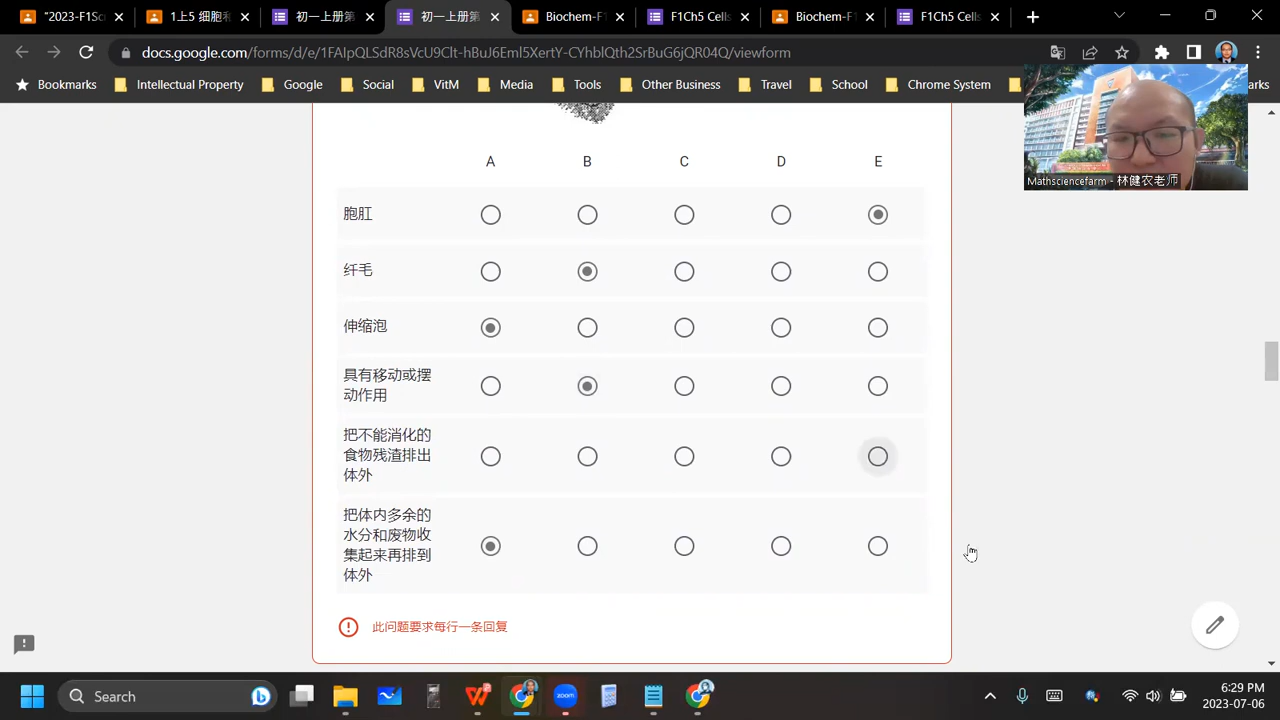 "2023-F1Sc
1上5 细胞和
初一上册第
初一上册第
Biochem-F1
F1Ch5 Cells
Biochem-F1
F1Ch5 Cells
docs.google.com/forms/d/e/1FAIpQLSdR8sVcU9Clt-hBuJ6Eml5XertY-CYhblQth2SrBuG6jQR04Q/viewform
Bookmarks
Intellectual Property
Google
Social
VitM
Media
Tools
Other Business
Travel
School
Chrome System
Mathsciencefarm - 林健农老师
A B C D E
胞肛
纤毛
伸缩泡
具有移动或摆
动作用
把不能消化的
食物残渣排出
体外
把体内多余的
水分和废物收
集起来再排到
体外
此问题要求每行一条回复
Search
zoom
6:29 PM
2023-07-06